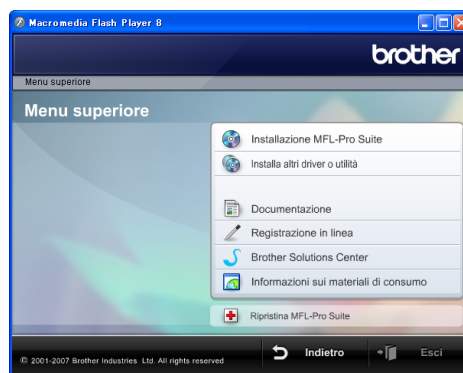 Macromedia Flash Player 8
brother
Menu superiore
Menu superiore
Installazione MFL-Pro Suite
Installa altri driver o utilità
Documentazione
Registrazione in linea
Brother Solutions Center
Informazioni sui materiali di consumo
Ripristina MFL-Pro Suite
© 2001-2007 Brother Industries Ltd. All rights reserved
Indietro
Esci